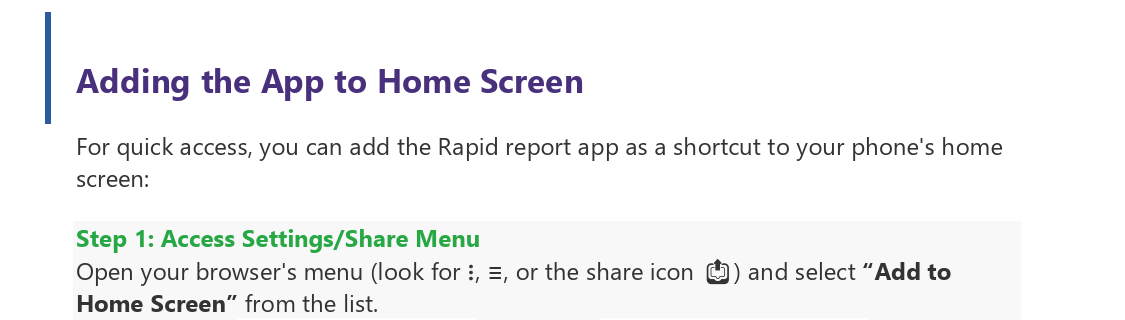 Adding the App to Home Screen
For quick access, you can add the Rapid report app as a shortcut to your phone's home
screen:
Step 1: Access Settings/Share Menu
Open your browser's menu (look for ⋮, ≡, or the share icon 📤) and select “Add to
Home Screen” from the list.